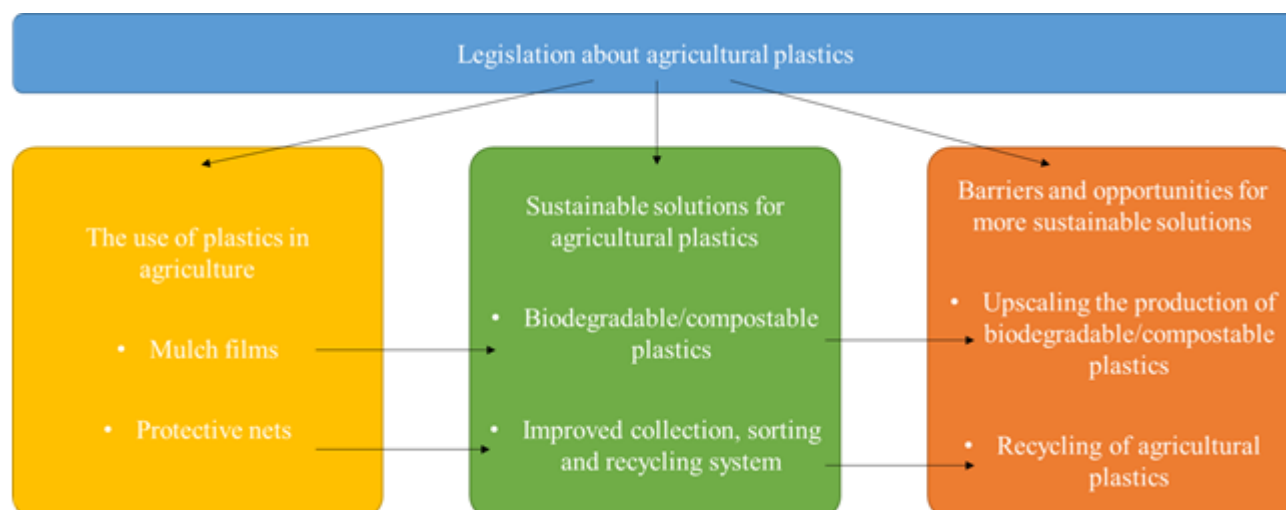 Legislation about agricultural plastics
The use of plastics in
agriculture
• Mulch films
• Protective nets
Sustainable solutions for
agricultural plastics
• Biodegradable/compostable
plastics
• Improved collection, sorting
and recycling system
Barriers and opportunities for
more sustainable solutions
• Upscaling the production of
biodegradable/compostable
plastics
• Recycling of agricultural
plastics